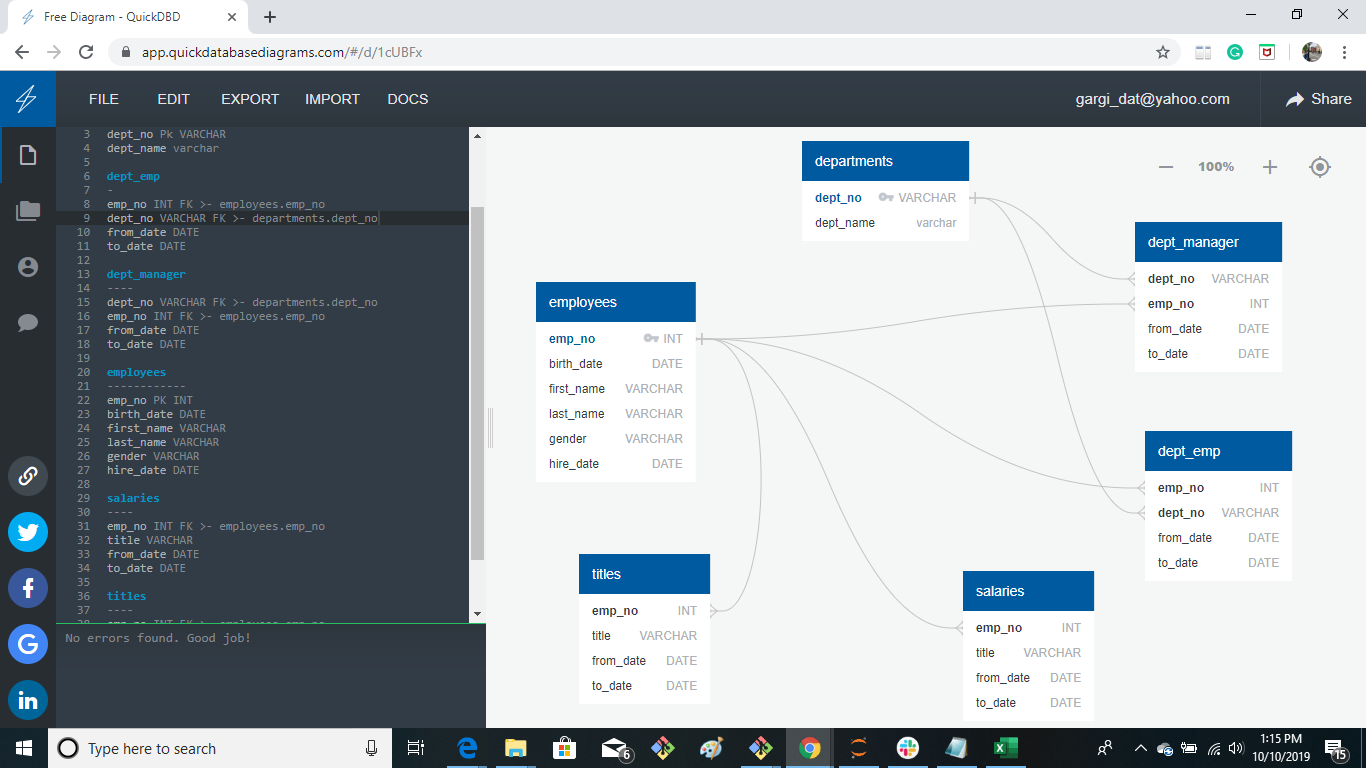 Free Diagram - QuickDBD
app.quickdatabasediagrams.com/#/d/1cUBFx
FILE EDIT EXPORT IMPORT DOCS
gargi_dat@yahoo.com
Share
3 dept_no Pk VARCHAR
4 dept_name varchar
5
6 dept_emp
7 -
8 emp_no INT FK >- employees.emp_no
9 dept_no VARCHAR FK >- departments.dept_no
10 from_date DATE
11 to_date DATE
12
13 dept_manager
14 ----
15 dept_no VARCHAR FK >- departments.dept_no
16 emp_no INT FK >- employees.emp_no
17 from_date DATE
18 to_date DATE
19
20 employees
21 ------------
22 emp_no PK INT
23 birth_date DATE
24 first_name VARCHAR
25 last_name VARCHAR
26 gender VARCHAR
27 hire_date DATE
28
29 salaries
30 ----
31 emp_no INT FK >- employees.emp_no
32 title VARCHAR
33 from_date DATE
34 to_date DATE
35
36 titles
37 ----
38 emp_no INT FK >- employees.emp_no
No errors found. Good job!
100%
departments
dept_no VARCHAR
dept_name varchar
dept_manager
dept_no VARCHAR
emp_no INT
from_date DATE
to_date DATE
employees
emp_no INT
birth_date DATE
first_name VARCHAR
last_name VARCHAR
gender VARCHAR
hire_date DATE
dept_emp
emp_no INT
dept_no VARCHAR
from_date DATE
to_date DATE
titles
emp_no INT
title VARCHAR
from_date DATE
to_date DATE
salaries
emp_no INT
title VARCHAR
from_date DATE
to_date DATE
Type here to search
6
1:15 PM
10/10/2019
15